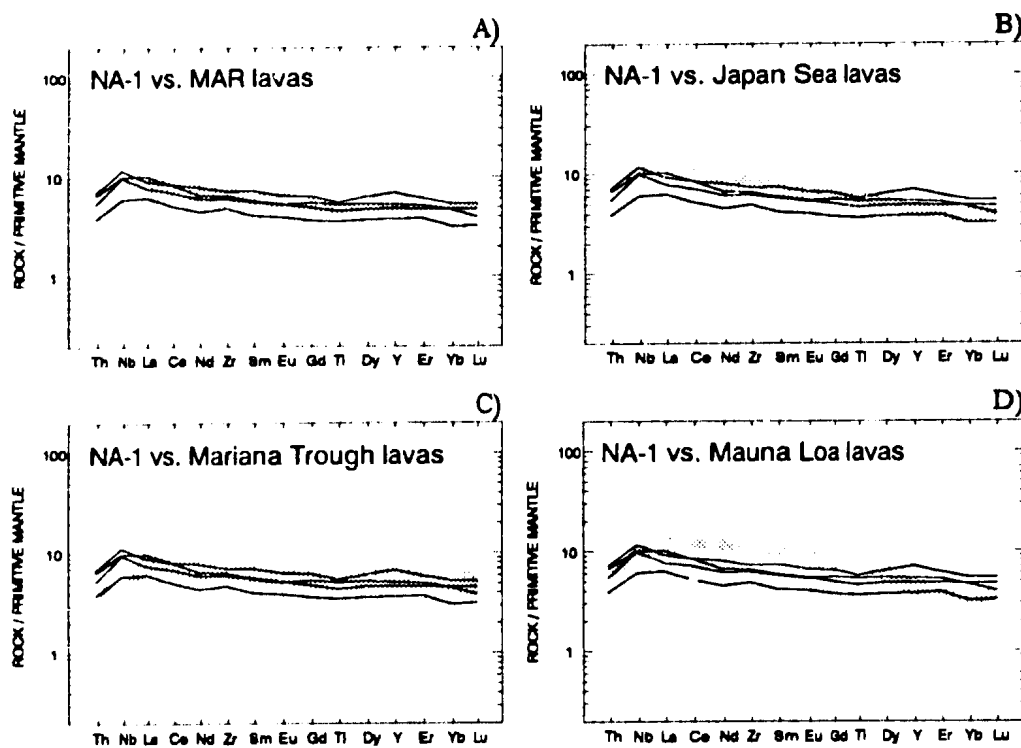 A)
NA-1 vs. MAR lavas
ROCK / PRIMITIVE MANTLE
100
10
1
Th Nb La Ce Nd Zr Sm Eu Gd Ti Dy Y Er Yb Lu
B)
NA-1 vs. Japan Sea lavas
ROCK / PRIMITIVE MANTLE
100
10
1
Th Nb La Ce Nd Zr Sm Eu Gd Ti Dy Y Er Yb Lu
C)
NA-1 vs. Mariana Trough lavas
ROCK / PRIMITIVE MANTLE
100
10
1
Th Nb La Ce Nd Zr Sm Eu Gd Ti Dy Y Er Yb Lu
D)
NA-1 vs. Mauna Loa lavas
ROCK / PRIMITIVE MANTLE
100
10
1
Th Nb La Ce Nd Zr Sm Eu Gd Ti Dy Y Er Yb Lu